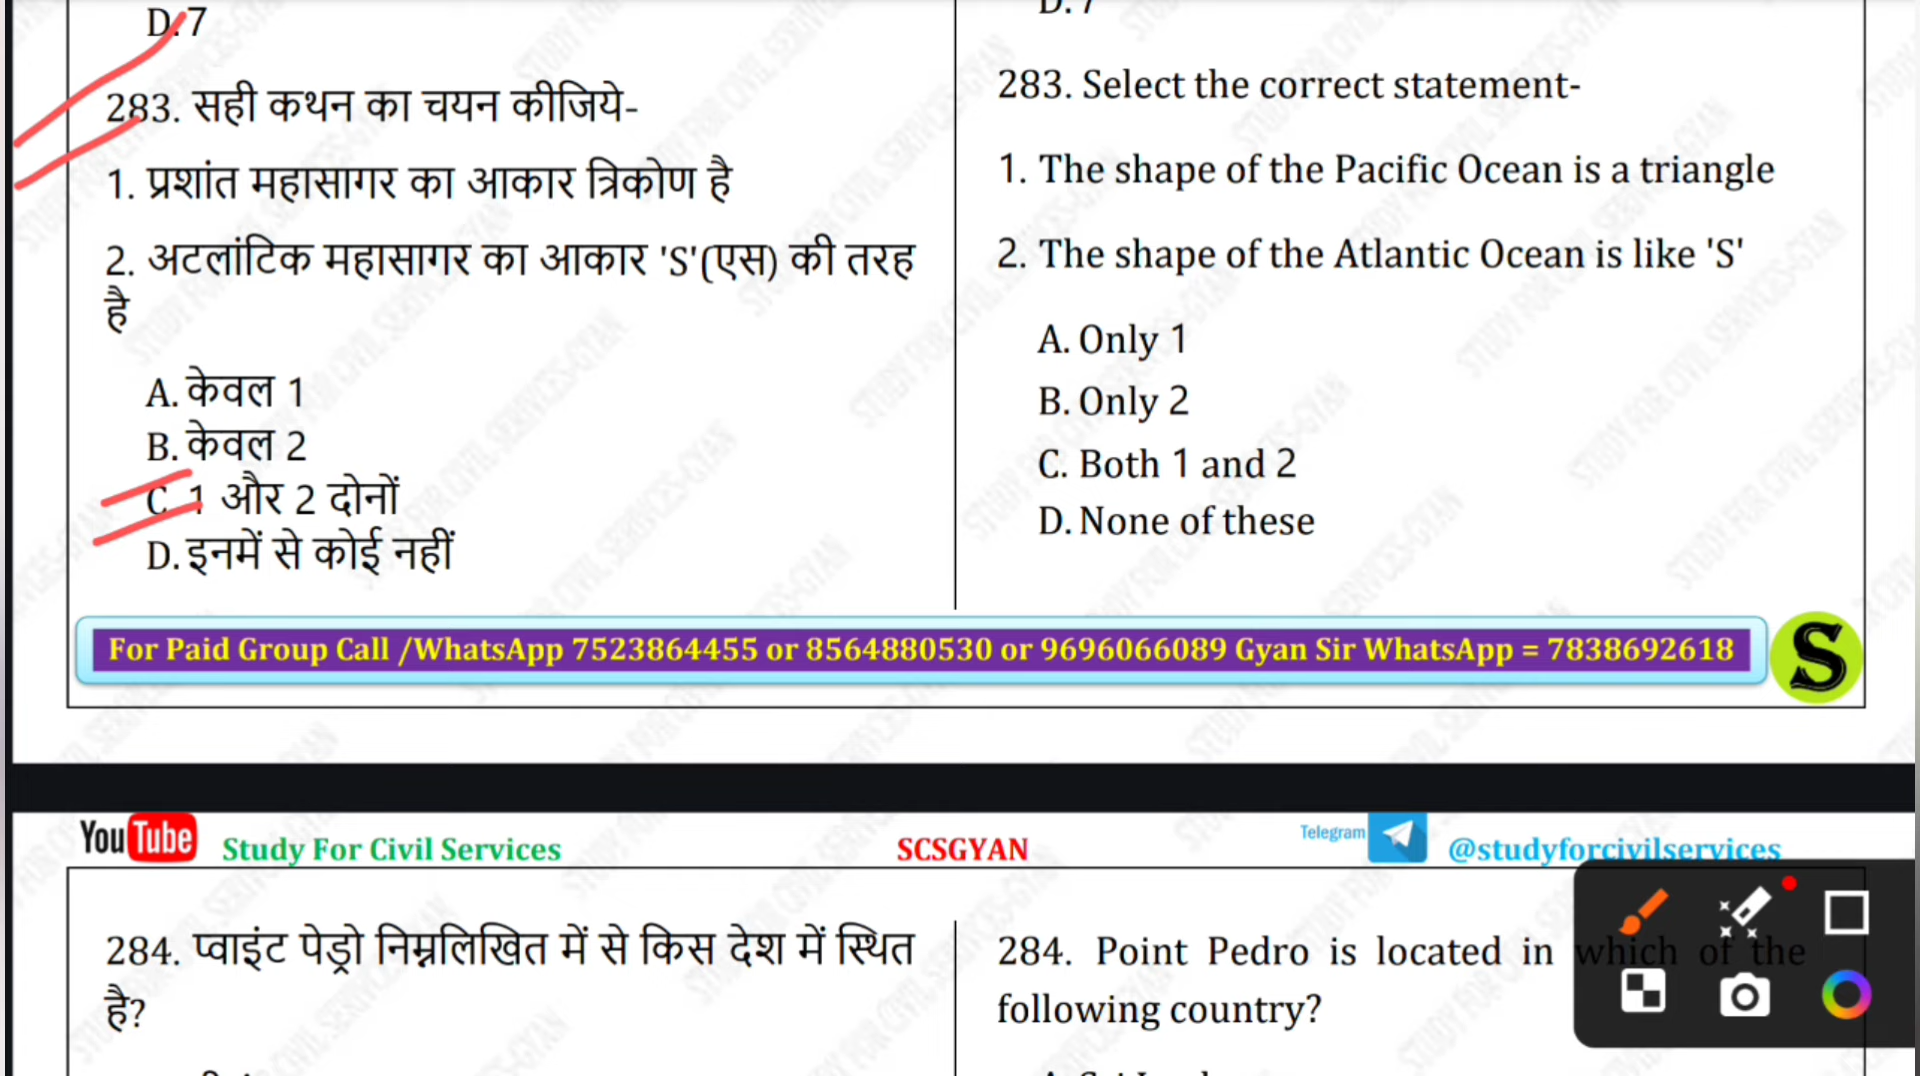 D. 7
283. सही कथन का चयन कीजिये-
1. प्रशांत महासागर का आकार त्रिकोण है
2. अटलांटिक महासागर का आकार 'S'(एस) की तरह
है
A. केवल 1
B. केवल 2
C 1 और 2 दोनों
D. इनमें से कोई नहीं
D. 7
283. Select the correct statement-
1. The shape of the Pacific Ocean is a triangle
2. The shape of the Atlantic Ocean is like 'S'
A. Only 1
B. Only 2
C. Both 1 and 2
D. None of these
For Paid Group Call /WhatsApp 7523864455 or 8564880530 or 9696066089 Gyan Sir WhatsApp = 7838692618
S
YouTube Study For Civil Services SCSGYAN Telegram @studyforcivilservices
284. प्वाइंट पेड्रो निम्नलिखित में से किस देश में स्थित
है?
284. Point Pedro is located in which of the
following country?